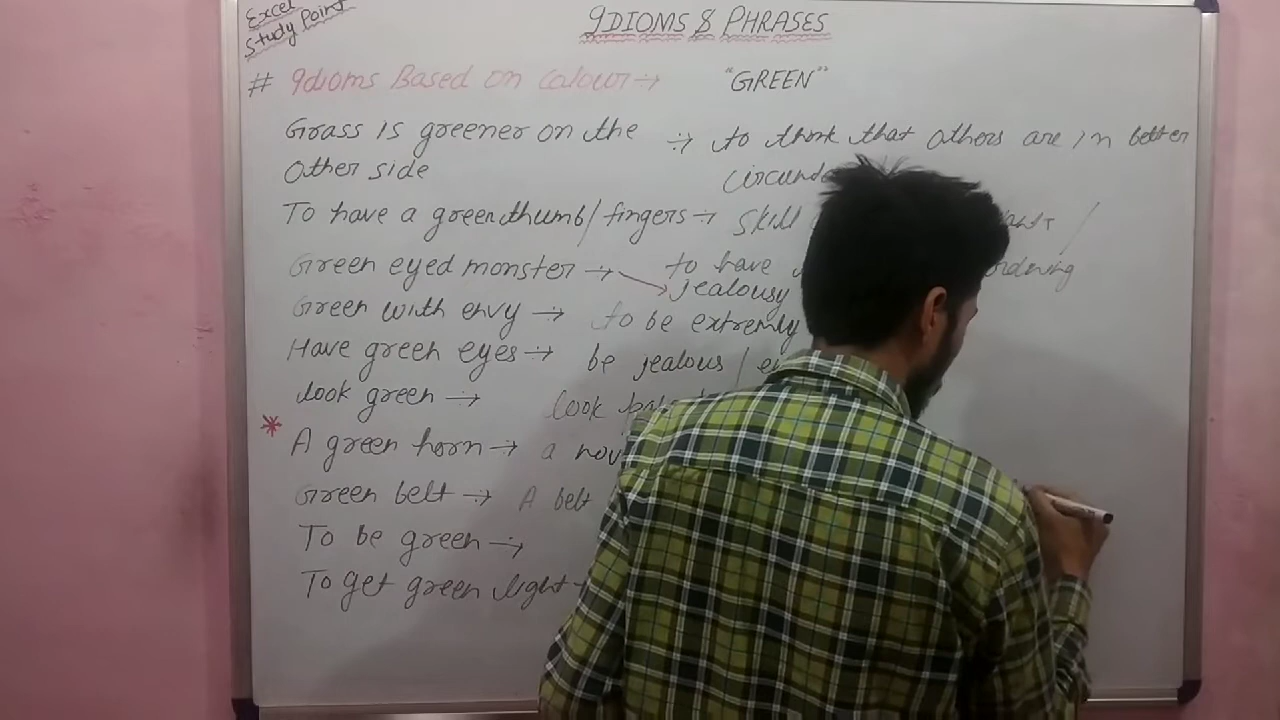 Excel
Study Point
IDIOMS & PHRASES
# Idioms Based on Colour → "GREEN"
Grass is greener on the → to think that others are in better
other side
To have a green thumb/fingers → skill /
Green eyed monster → to have
→ jealousy
Green with envy → to be extremely
Have green eyes → be jealous /
look green → look
* A green horn → a
Green belt → A belt
To be green →
To get green light →